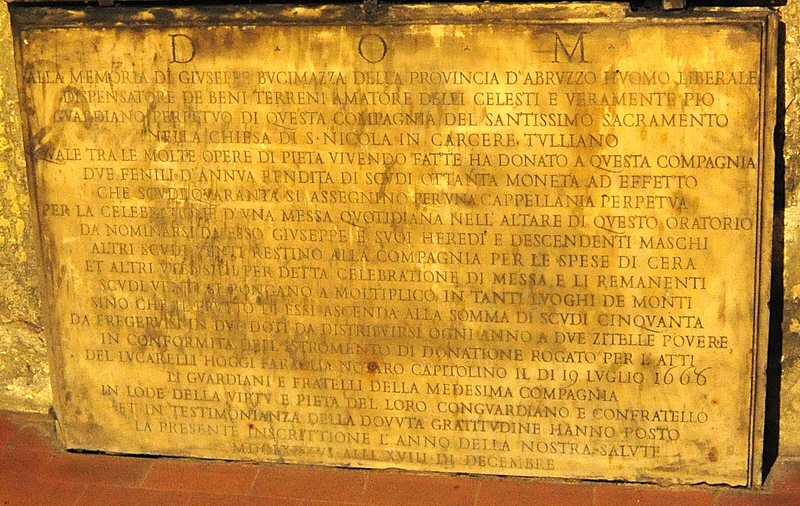 D · O · M
ALLA MEMORIA DI GIVSEPPE BVCIMAZZA DELLA PROVINCIA D'ABRVZZO HVOMO LIBERALE
DISPENSATORE DE BENI TERRENI AMATORE DELLI CELESTI E VERAMENTE PIO
GVARDIANO PERPETVO DI QVESTA COMPAGNIA DEL SANTISSIMO SACRAMENTO
NELLA CHIESA DI S·NICOLA IN CARCERE TVLLIANO
QVALE TRA LE MOLTE OPERE DI PIETA VIVENDO FATTE HA DONATO A QVESTA COMPAGNIA
DVE FENILI D'ANNVA RENDITA DI SCVDI OTTANTA MONETA AD EFFETTO
CHE SCVDI QVARANTA SI ASSEGNINO PER VNA CAPPELLANIA PERPETVA
PER LA CELEBRATIONE D'VNA MESSA QVOTIDIANA NELL'ALTARE DI QVESTO ORATORIO
DA NOMINARSI DA ESSO GIVSEPPE E SVOI HEREDI E DESCENDENTI MASCHI
ALTRI SCVDI VENTI RESTINO ALLA COMPAGNIA PER LE SPESE DI CERA
ET ALTRI VTENSILII PER DETTA CELEBRATIONE DI MESSA E LI REMANENTI
SCVDI VENTI SI PONGANO A MOLTIPLICO IN TANTI LVOGHI DE MONTI
SINO CHE IL FRVTTO DI ESSI ASCENDA ALLA SOMMA DI SCVDI CINQVANTA
DA EREGERVISI IN DVE DOTI DA DISTRIBVIRSI OGNI ANNO A DVE ZITELLE POVERE
IN CONFORMITA DELL'ISTROMENTO DI DONATIONE ROGATO PER L'ATTI
DEL LVCARELLI HOGGI NOTARO CAPITOLINO IL DI 19 LVGLIO 1666
LI GVARDIANI E FRATELLI DELLA MEDESIMA COMPAGNIA
IN LODE DELLA VIRTV E PIETA DEL LORO CONGVARDIANO E CONFRATELLO
ET IN TESTIMONIANZA DELLA DOVVTA GRATITVDINE HANNO POSTO
LA PRESENTE INSCRITTIONE L'ANNO DELLA NOSTRA SALVTE
ALLI XVIII DI DECEMBRE